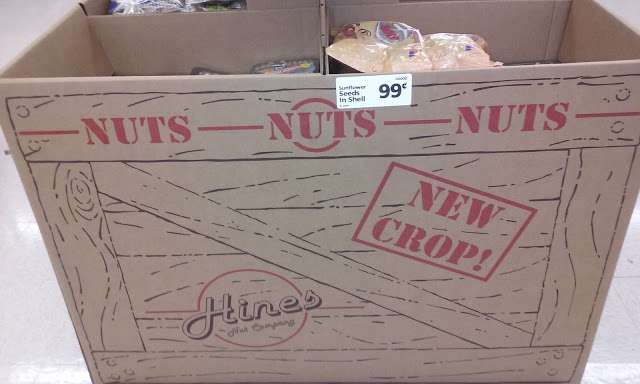 Sunflower
Seeds
In Shell
99¢
NUTS NUTS NUTS
NEW
CROP!
Hines
Nut Company